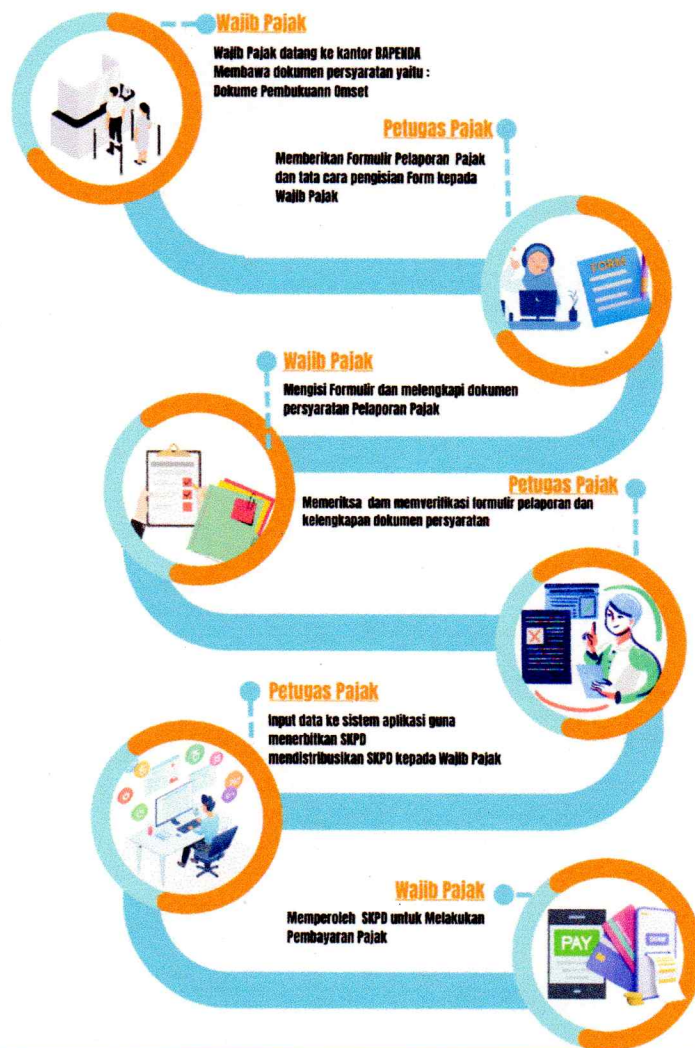 Wajib Pajak
Wajib Pajak datang ke kantor BAPENDA
Membawa dokumen persyaratan yaitu :
Dokume Pembukuann Omset
Petugas Pajak
Memberikan Formulir Pelaporan Pajak
dan tata cara pengisian Form kepada
Wajib Pajak
FORM
Wajib Pajak
Mengisi Formulir dan melengkapi dokumen
persyaratan Pelaporan Pajak
Petugas Pajak
Memeriksa dam memverifikasi formulir pelaporan dan
kelengkapan dokumen persyaratan
Petugas Pajak
Input data ke sistem aplikasi guna
menerbitkan SKPD
mendistribusikan SKPD kepada Wajib Pajak
Wajib Pajak
Memperoleh SKPD untuk Melakukan
Pembayaran Pajak
PAY